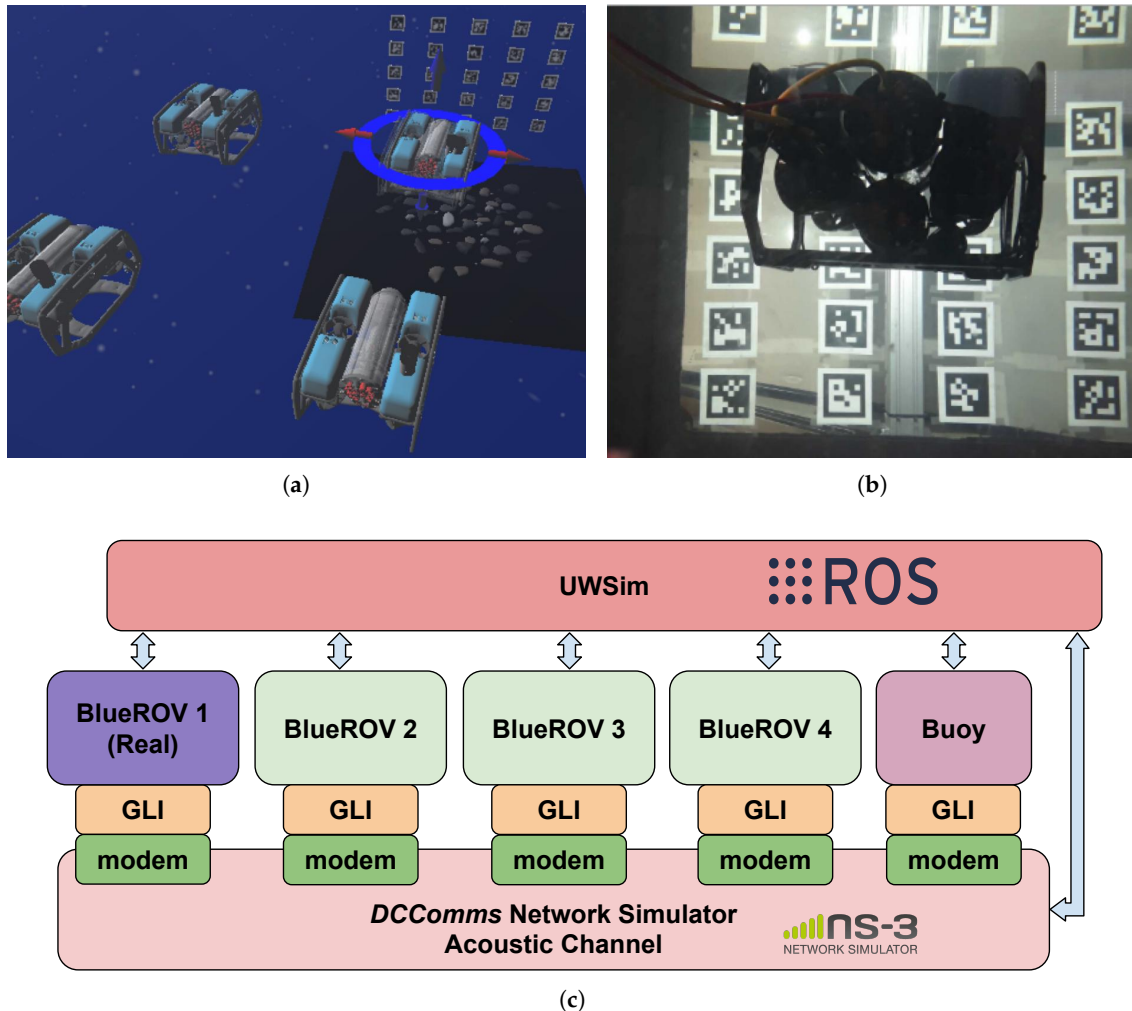 (a)
(b)
UWSim
ROS
BlueROV 1
(Real)
BlueROV 2
BlueROV 3
BlueROV 4
Buoy
GLI
GLI
GLI
GLI
GLI
modem
modem
modem
modem
modem
DCComms Network Simulator
Acoustic Channel
ns-3
NETWORK SIMULATOR
(c)